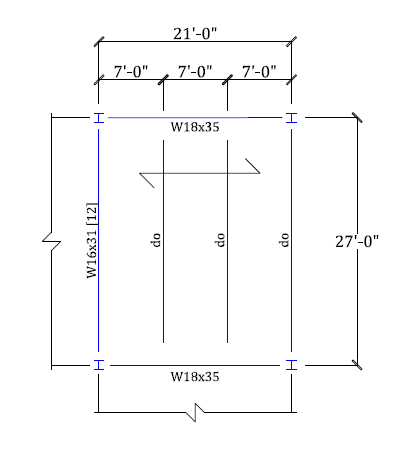 21'-0"
7'-0" 7'-0" 7'-0"
W18x35
W16x31 [12]
do
do
do
27'-0"
W18x35